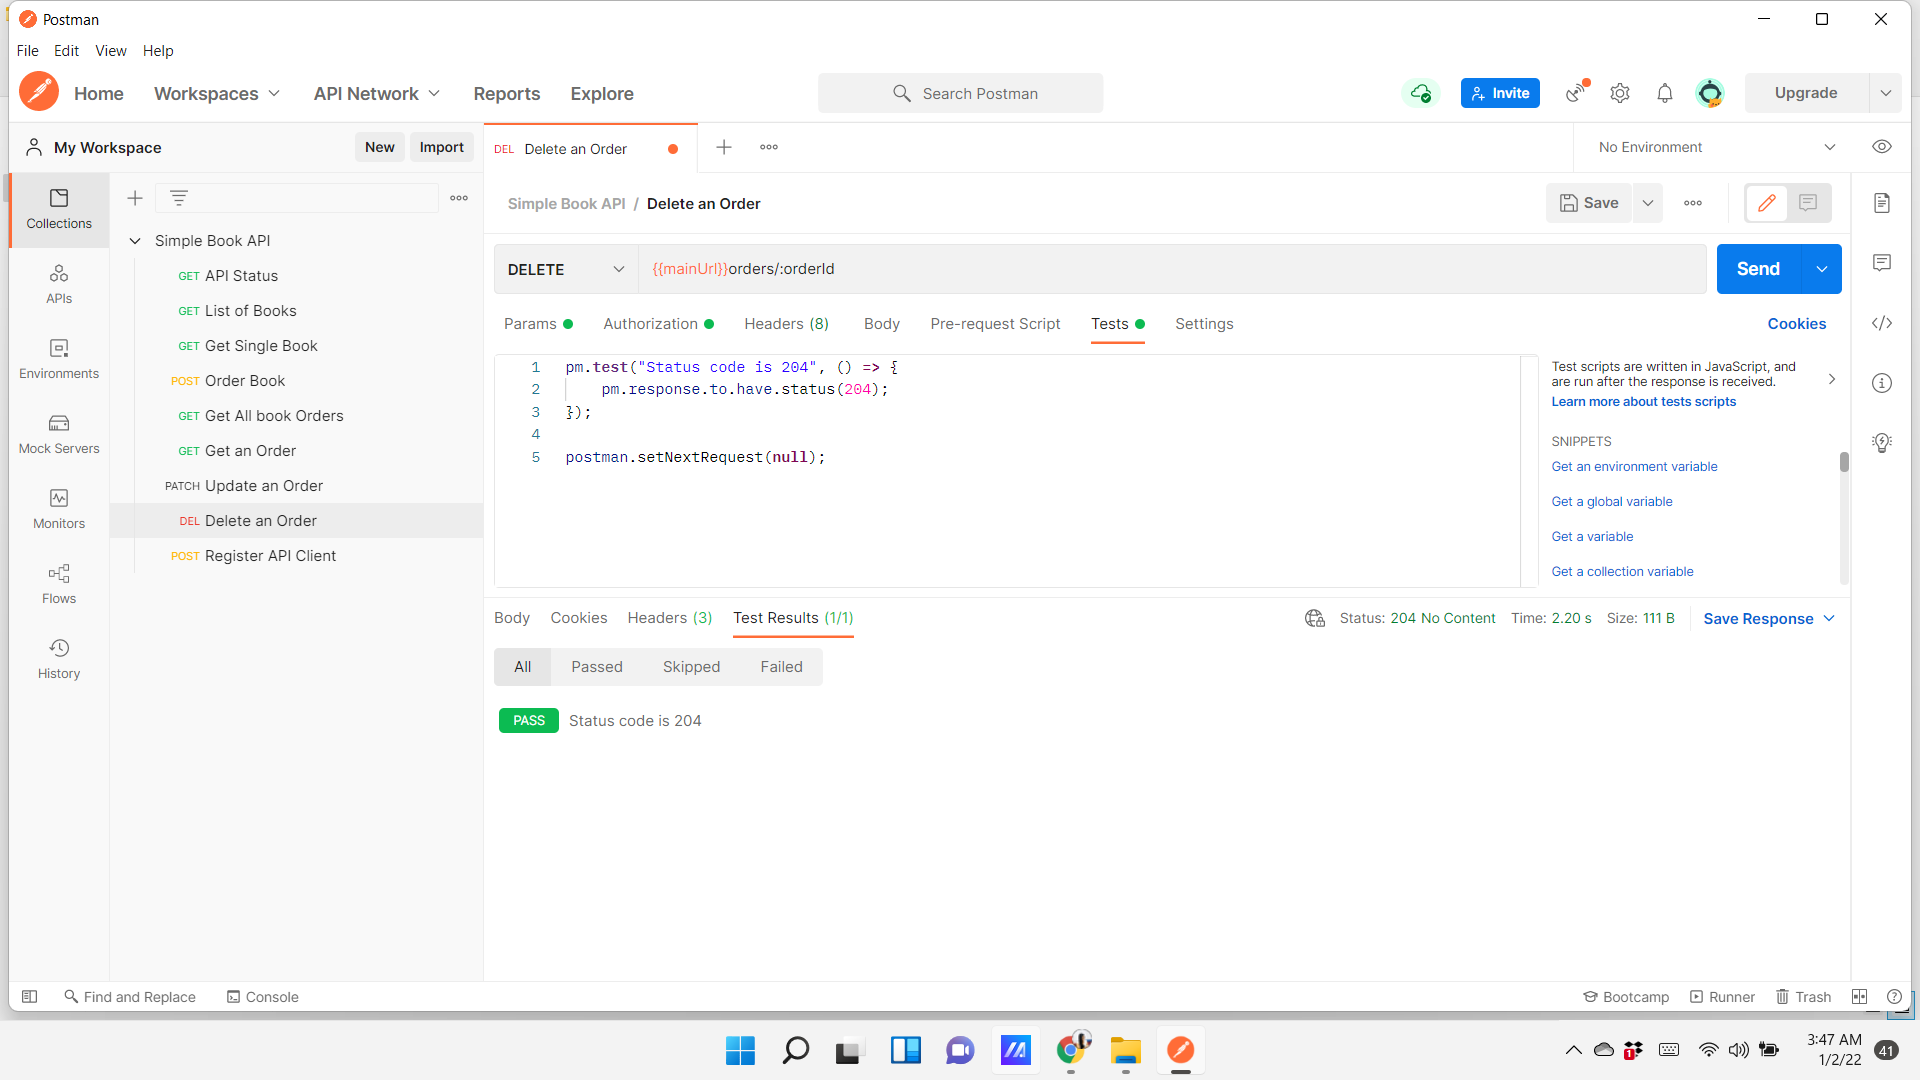 Postman
File Edit View Help
Home Workspaces API Network Reports Explore Search Postman Invite Upgrade
My Workspace New Import DEL Delete an Order No Environment
Simple Book API / Delete an Order Save
Collections
APIs
Environments
Mock Servers
Monitors
Flows
History
Simple Book API
GET API Status
GET List of Books
GET Get Single Book
POST Order Book
GET Get All book Orders
GET Get an Order
PATCH Update an Order
DEL Delete an Order
POST Register API Client
DELETE {{mainUrl}}orders/:orderId Send
Params Authorization Headers (8) Body Pre-request Script Tests Settings Cookies
1 pm.test("Status code is 204", () => {
2 pm.response.to.have.status(204);
3 });
4
5 postman.setNextRequest(null);
Test scripts are written in JavaScript, and
are run after the response is received.
Learn more about tests scripts
SNIPPETS
Get an environment variable
Get a global variable
Get a variable
Get a collection variable
Body Cookies Headers (3) Test Results (1/1) Status: 204 No Content Time: 2.20 s Size: 111 B Save Response
All Passed Skipped Failed
PASS Status code is 204
Find and Replace Console Bootcamp Runner Trash
1
3:47 AM
1/2/22
41